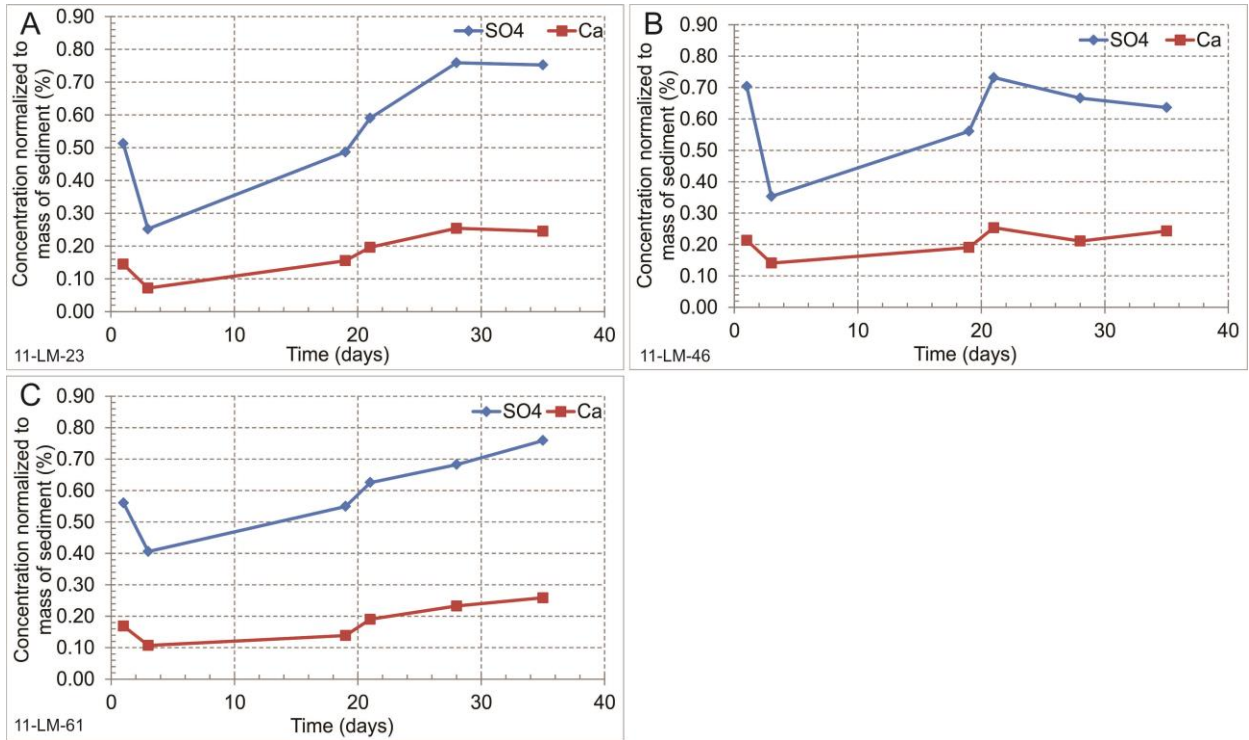 A
SO4 Ca
Concentration normalized to
mass of sediment (%)
0.90
0.80
0.70
0.60
0.50
0.40
0.30
0.20
0.10
0.00
0 10 20 30 40
Time (days)
11-LM-23
B
SO4 Ca
Concentration normalized to
mass of sediment (%)
0.90
0.80
0.70
0.60
0.50
0.40
0.30
0.20
0.10
0.00
0 10 20 30 40
Time (days)
11-LM-46
C
SO4 Ca
Concentration normalized to
mass of sediment (%)
0.90
0.80
0.70
0.60
0.50
0.40
0.30
0.20
0.10
0.00
0 10 20 30 40
Time (days)
11-LM-61